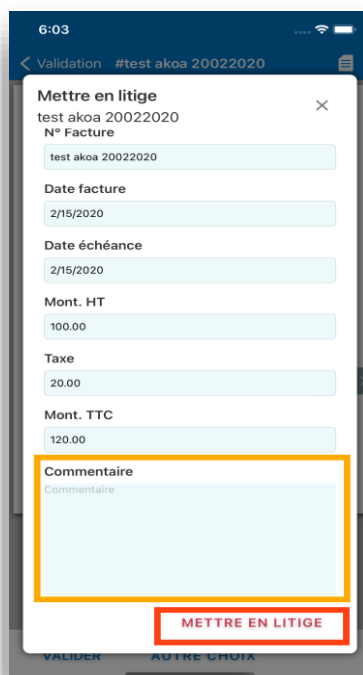 6:03
Validation #test akoa 20022020
Mettre en litige
test akoa 20022020
N° Facture
test akoa 20022020
Date facture
2/15/2020
Date échéance
2/15/2020
Mont. HT
100.00
Taxe
20.00
Mont. TTC
120.00
Commentaire
Commentaire
METTRE EN LITIGE
VALIDER AUTRE CHOIX